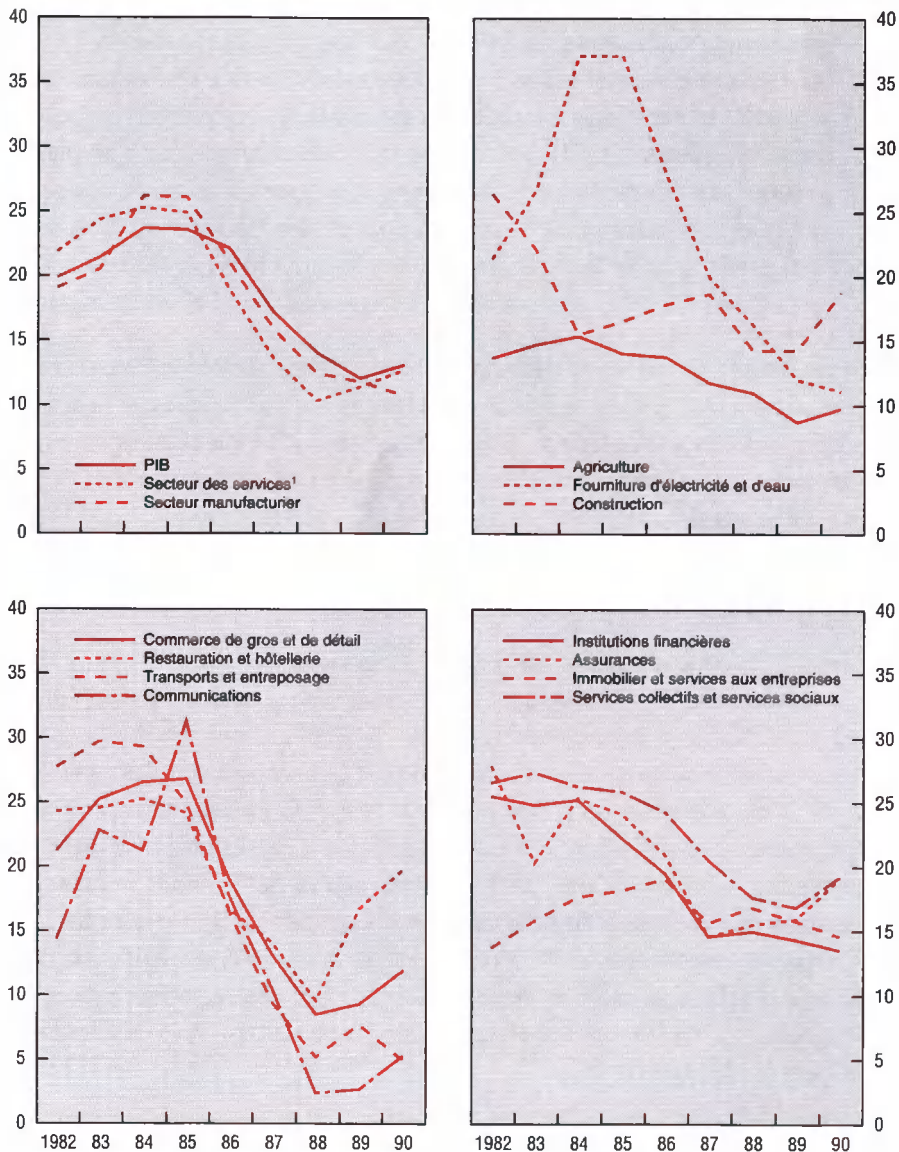 40
35
30
25
20
15
10
5
0
PIB
Secteur des services¹
Secteur manufacturier
40
35
30
25
20
15
10
5
0
Agriculture
Fourniture d'électricité et d'eau
Construction
40
35
30
25
20
15
10
5
0
Commerce de gros et de détail
Restauration et hôtellerie
Transports et entreposage
Communications
1982 83 84 85 86 87 88 89 90
40
35
30
25
20
15
10
5
0
Institutions financières
Assurances
Immobilier et services aux entreprises
Services collectifs et services sociaux
1982 83 84 85 86 87 88 89 90